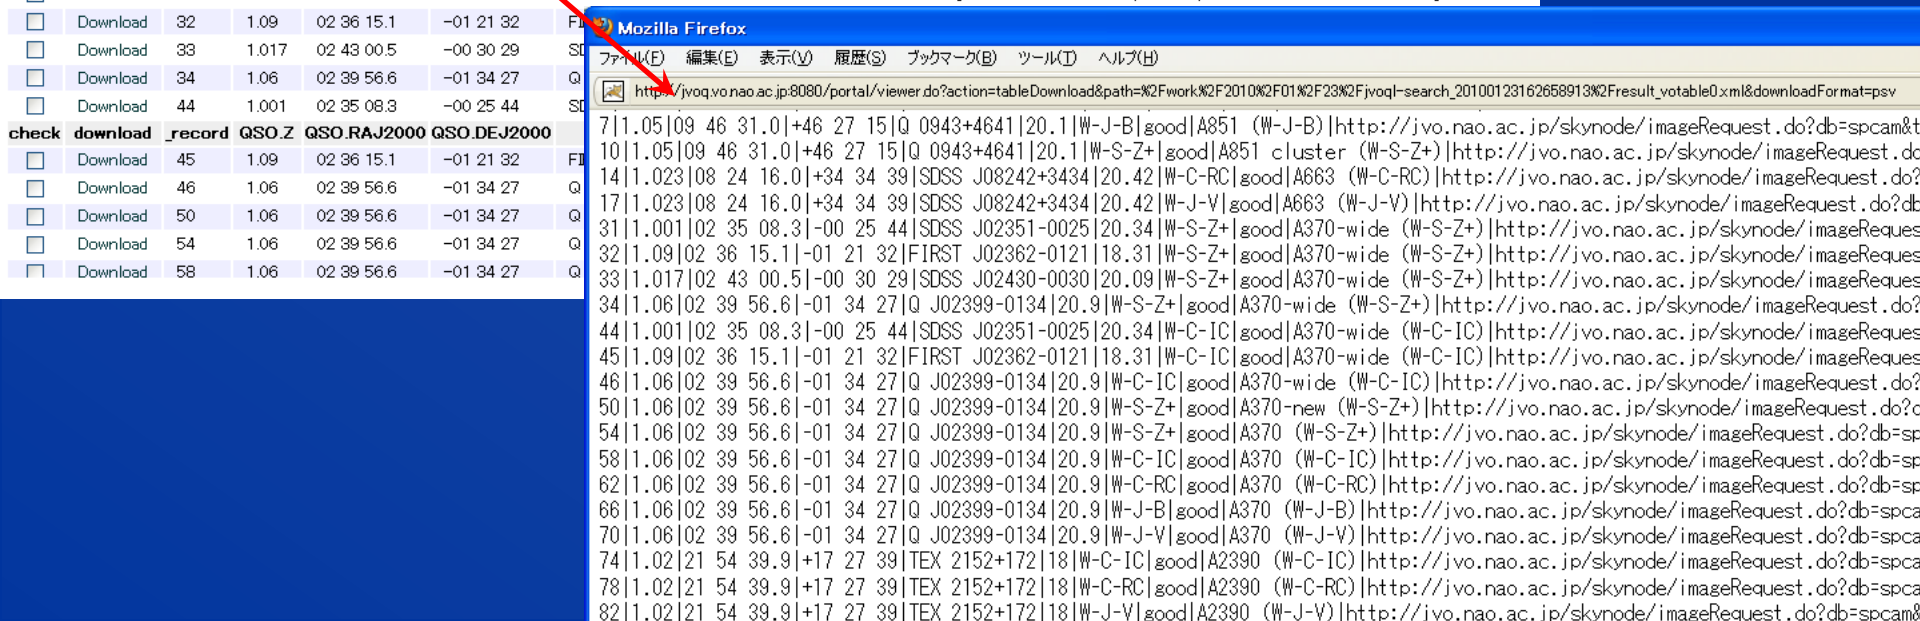 Download 32 1.09 02 36 15.1 −01 21 32 FI
Download 33 1.017 02 43 00.5 −00 30 29 SD
Download 34 1.06 02 39 56.6 −01 34 27 Q
Download 44 1.001 02 35 08.3 −00 25 44 SD
check download _record QSO.Z QSO.RAJ2000 QSO.DEJ2000
Download 45 1.09 02 36 15.1 −01 21 32 FI
Download 46 1.06 02 39 56.6 −01 34 27 Q
Download 50 1.06 02 39 56.6 −01 34 27 Q
Download 54 1.06 02 39 56.6 −01 34 27 Q
Download 58 1.06 02 39 56.6 −01 34 27 Q
Mozilla Firefox
ファイル(F) 編集(E) 表示(V) 履歴(S) ブックマーク(B) ツール(T) ヘルプ(H)
http://jvoq.vo.nao.ac.jp:8080/portal/viewer.do?action=tableDownload&path=%2Fwork%2F2010%2F01%2F23%2Fjvoql-search_20100123162658913%2Fresult_votable0.xml&downloadFormat=psv
7|1.05|09 46 31.0|+46 27 15|Q 0943+4641|20.1|W-J-B|good|A851 (W-J-B)|http://jvo.nao.ac.jp/skynode/imageRequest.do?db=spcam&t
10|1.05|09 46 31.0|+46 27 15|Q 0943+4641|20.1|W-S-Z+|good|A851 cluster (W-S-Z+)|http://jvo.nao.ac.jp/skynode/imageRequest.do
14|1.023|08 24 16.0|+34 34 39|SDSS J08242+3434|20.42|W-C-RC|good|A663 (W-C-RC)|http://jvo.nao.ac.jp/skynode/imageRequest.do?
17|1.023|08 24 16.0|+34 34 39|SDSS J08242+3434|20.42|W-J-V|good|A663 (W-J-V)|http://jvo.nao.ac.jp/skynode/imageRequest.do?db
31|1.001|02 35 08.3|-00 25 44|SDSS J02351-0025|20.34|W-S-Z+|good|A370-wide (W-S-Z+)|http://jvo.nao.ac.jp/skynode/imageReques
32|1.09|02 36 15.1|-01 21 32|FIRST J02362-0121|18.31|W-S-Z+|good|A370-wide (W-S-Z+)|http://jvo.nao.ac.jp/skynode/imageReques
33|1.017|02 43 00.5|-00 30 29|SDSS J02430-0030|20.09|W-S-Z+|good|A370-wide (W-S-Z+)|http://jvo.nao.ac.jp/skynode/imageReques
34|1.06|02 39 56.6|-01 34 27|Q J02399-0134|20.9|W-S-Z+|good|A370-wide (W-S-Z+)|http://jvo.nao.ac.jp/skynode/imageRequest.do?
44|1.001|02 35 08.3|-00 25 44|SDSS J02351-0025|20.34|W-C-IC|good|A370-wide (W-C-IC)|http://jvo.nao.ac.jp/skynode/imageReques
45|1.09|02 36 15.1|-01 21 32|FIRST J02362-0121|18.31|W-C-IC|good|A370-wide (W-C-IC)|http://jvo.nao.ac.jp/skynode/imageReques
46|1.06|02 39 56.6|-01 34 27|Q J02399-0134|20.9|W-C-IC|good|A370-wide (W-C-IC)|http://jvo.nao.ac.jp/skynode/imageRequest.do?
50|1.06|02 39 56.6|-01 34 27|Q J02399-0134|20.9|W-S-Z+|good|A370-new (W-S-Z+)|http://jvo.nao.ac.jp/skynode/imageRequest.do?d
54|1.06|02 39 56.6|-01 34 27|Q J02399-0134|20.9|W-S-Z+|good|A370 (W-S-Z+)|http://jvo.nao.ac.jp/skynode/imageRequest.do?db=sp
58|1.06|02 39 56.6|-01 34 27|Q J02399-0134|20.9|W-C-IC|good|A370 (W-C-IC)|http://jvo.nao.ac.jp/skynode/imageRequest.do?db=sp
62|1.06|02 39 56.6|-01 34 27|Q J02399-0134|20.9|W-C-RC|good|A370 (W-C-RC)|http://jvo.nao.ac.jp/skynode/imageRequest.do?db=sp
66|1.06|02 39 56.6|-01 34 27|Q J02399-0134|20.9|W-J-B|good|A370 (W-J-B)|http://jvo.nao.ac.jp/skynode/imageRequest.do?db=spca
70|1.06|02 39 56.6|-01 34 27|Q J02399-0134|20.9|W-J-V|good|A370 (W-J-V)|http://jvo.nao.ac.jp/skynode/imageRequest.do?db=spca
74|1.02|21 54 39.9|+17 27 39|TEX 2152+172|18|W-C-IC|good|A2390 (W-C-IC)|http://jvo.nao.ac.jp/skynode/imageRequest.do?db=spca
78|1.02|21 54 39.9|+17 27 39|TEX 2152+172|18|W-C-RC|good|A2390 (W-C-RC)|http://jvo.nao.ac.jp/skynode/imageRequest.do?db=spca
82|1.02|21 54 39.9|+17 27 39|TEX 2152+172|18|W-J-V|good|A2390 (W-J-V)|http://jvo.nao.ac.jp/skynode/imageRequest.do?db=spcam&